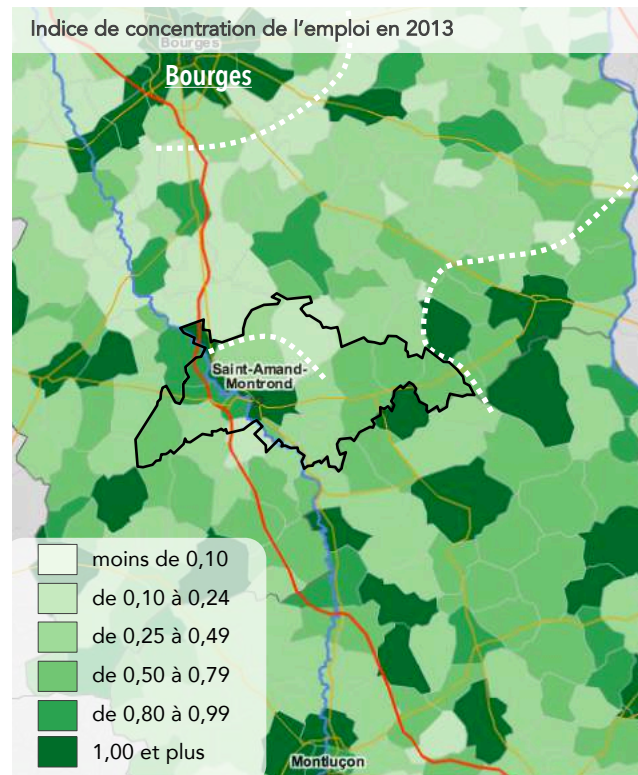 Indice de concentration de l'emploi en 2013
Bourges
Bourges
Saint-Amand-
Montrond
moins de 0,10
de 0,10 à 0,24
de 0,25 à 0,49
de 0,50 à 0,79
de 0,80 à 0,99
1,00 et plus
Montluçon